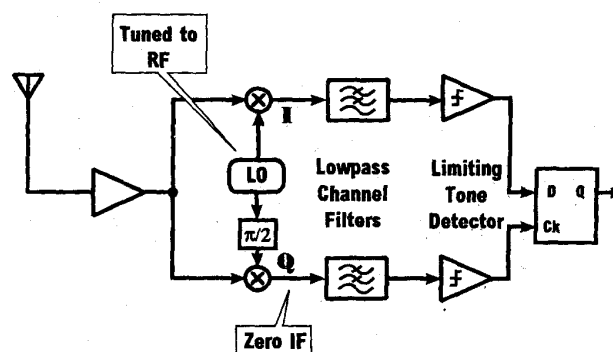 Tuned to
RF
I
LO
π/2
Q
Lowpass
Channel
Filters
Limiting
Tone
Detector
D Q
Ck
Zero IF